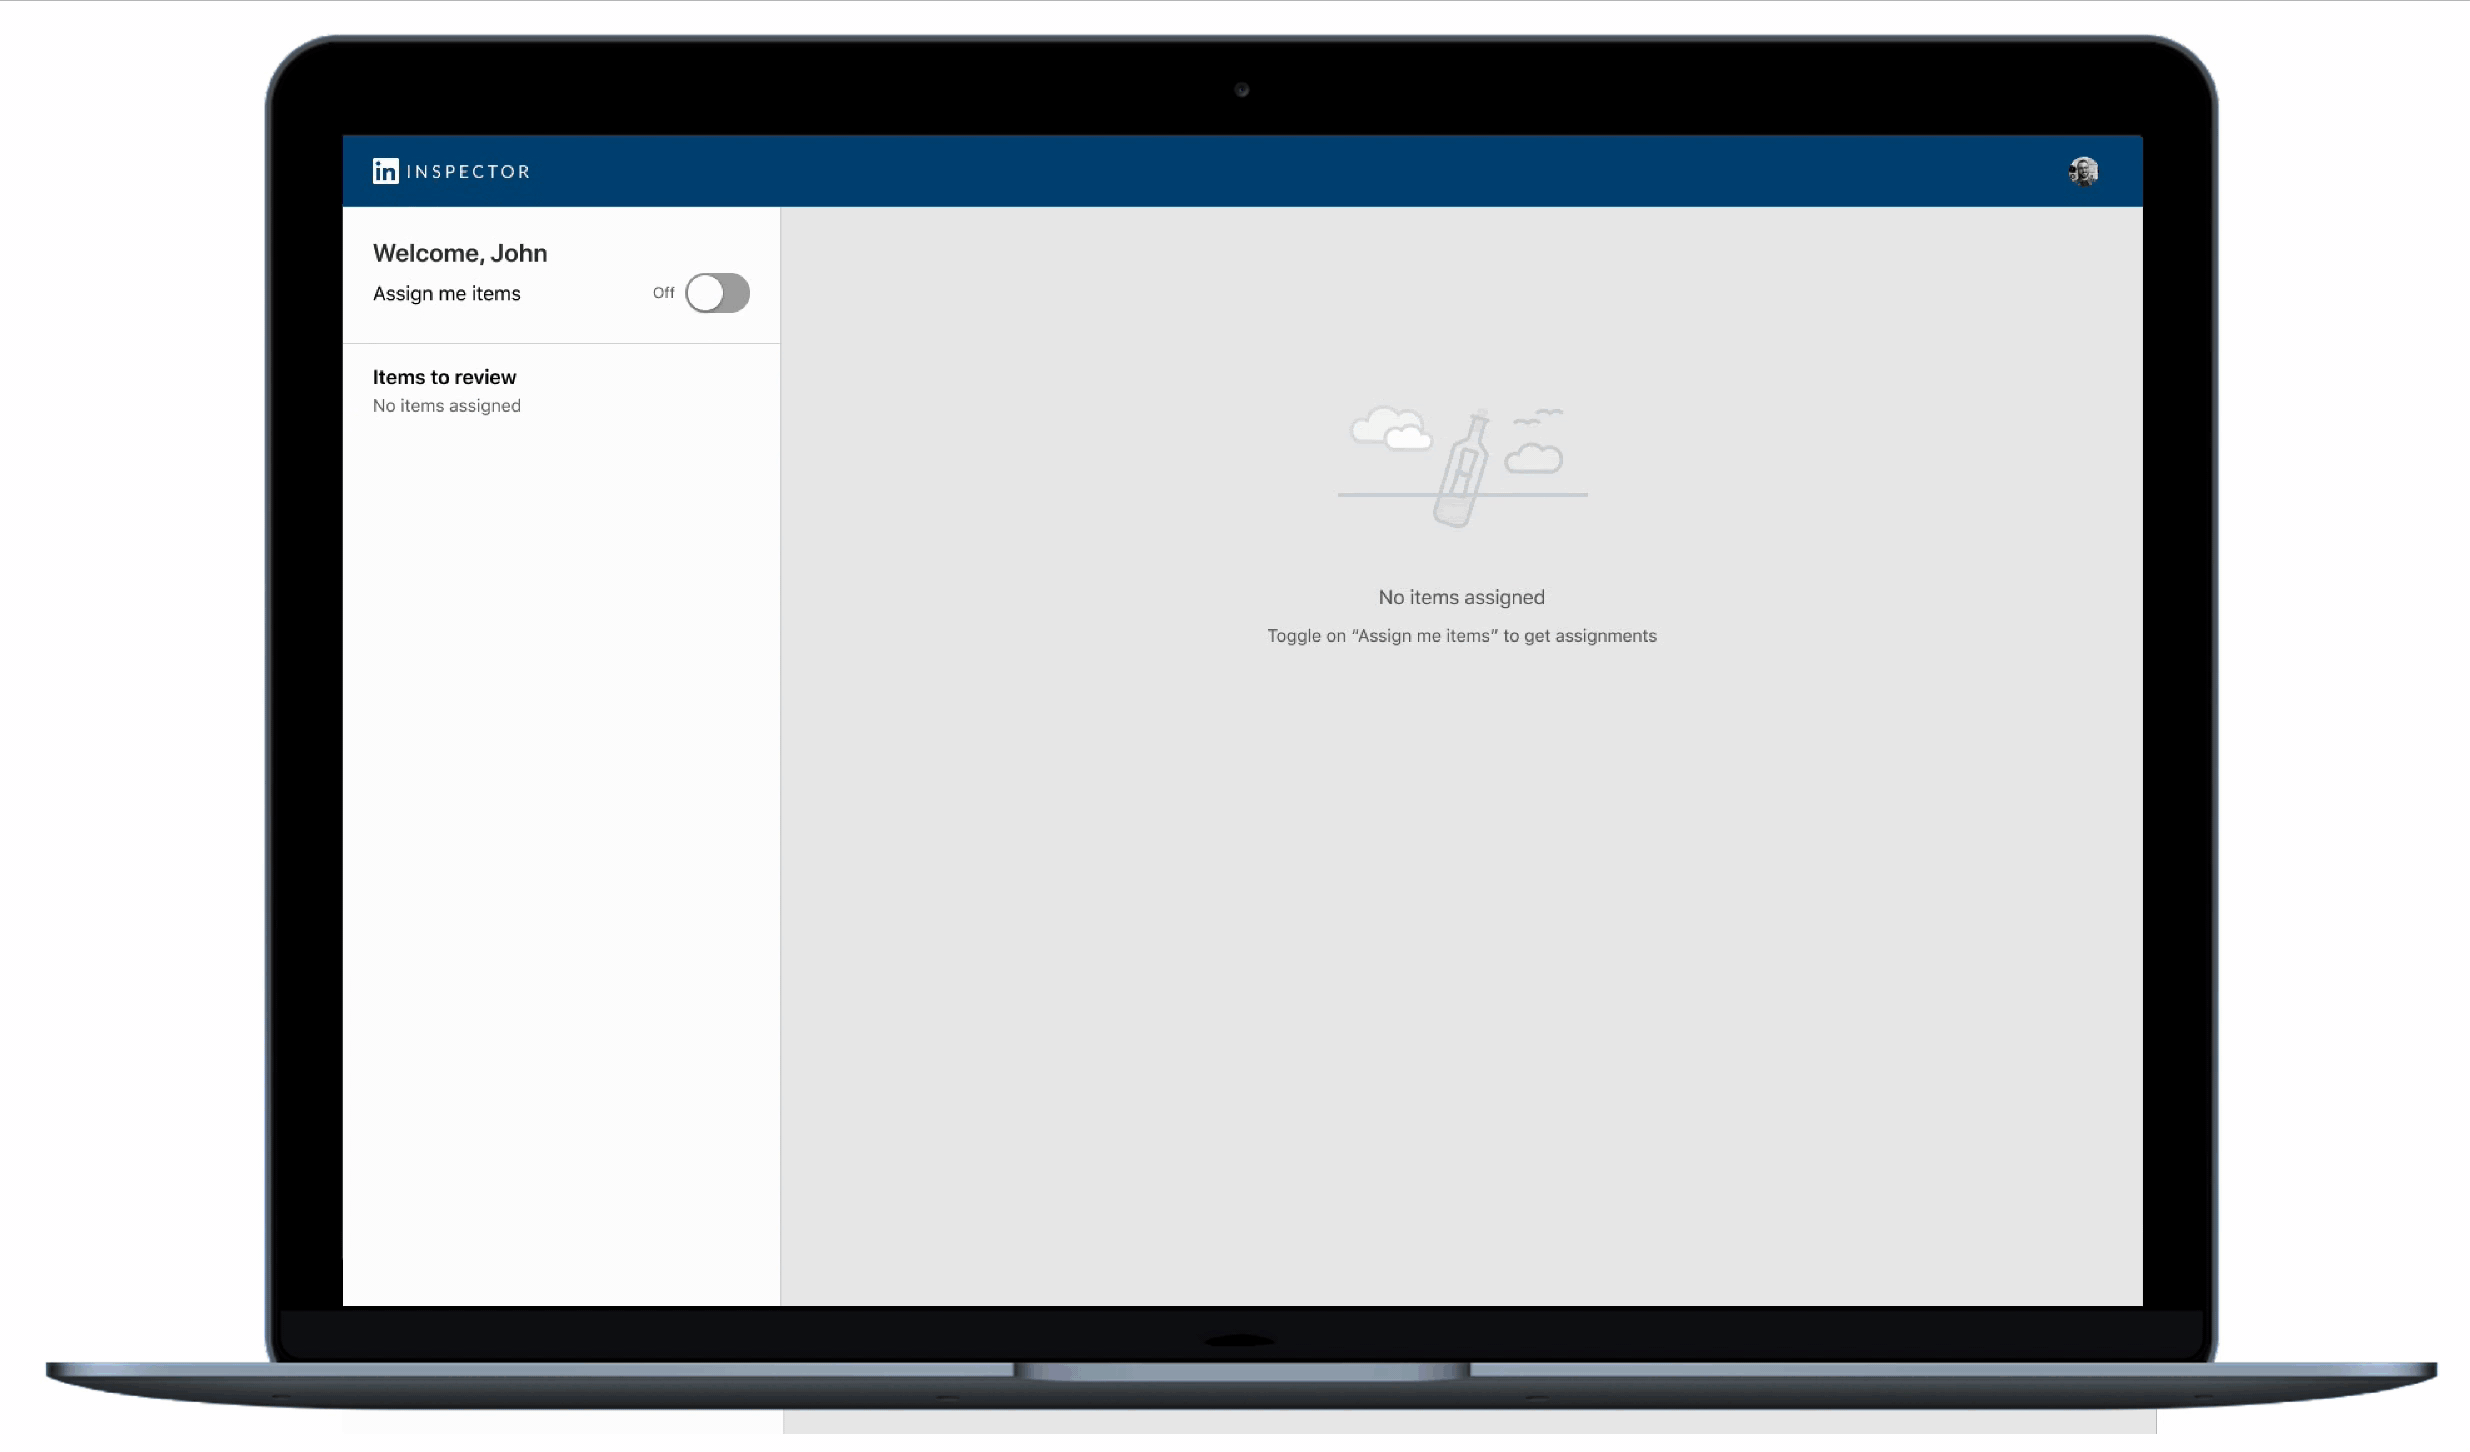 in INSPECTOR
Welcome, John
Assign me items Off
Items to review
No items assigned
No items assigned
Toggle on “Assign me items” to get assignments